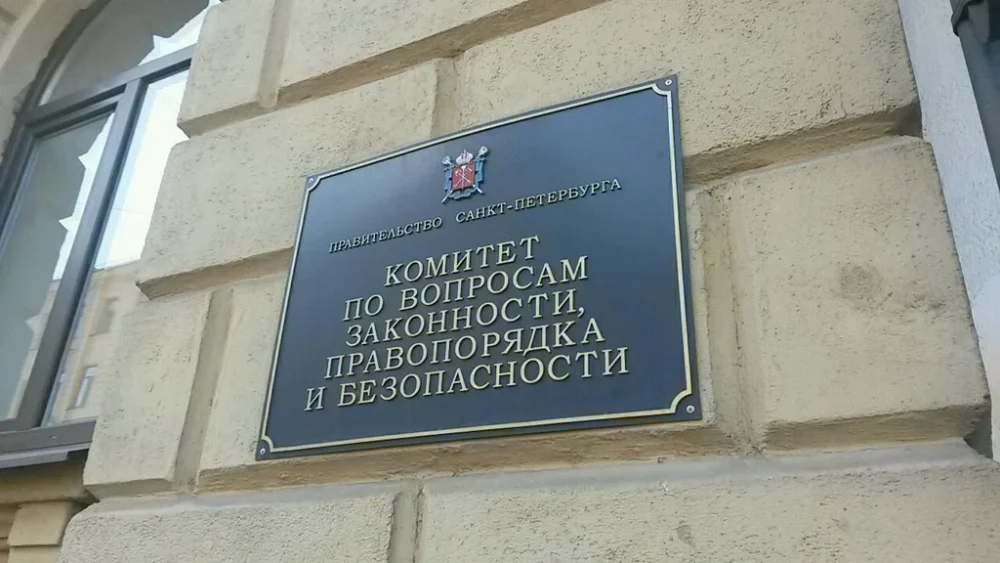 ПРАВИТЕЛЬСТВО САНКТ-ПЕТЕРБУРГА
КОМИТЕТ
ПО ВОПРОСАМ
ЗАКОННОСТИ,
ПРАВОПОРЯДКА
И БЕЗОПАСНОСТИ